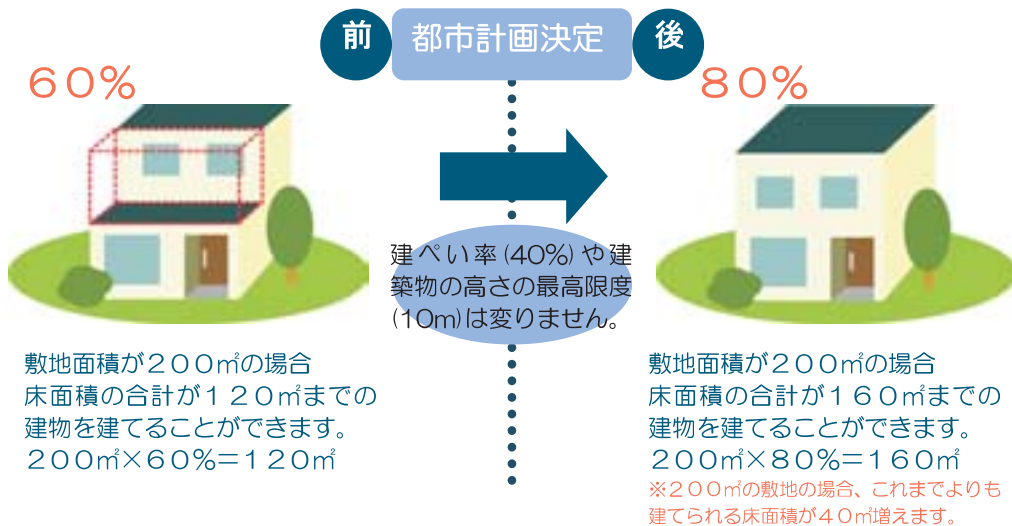 前 都市計画決定 後
60%
80%
建ぺい率(40%)や建
築物の高さの最高限度
(10m)は変りません。
敷地面積が200㎡の場合
床面積の合計が120㎡までの
建物を建てることができます。
200㎡×60%=120㎡
敷地面積が200㎡の場合
床面積の合計が160㎡までの
建物を建てることができます。
200㎡×80%=160㎡
※200㎡の敷地の場合、これまでよりも
建てられる床面積が40㎡増えます。